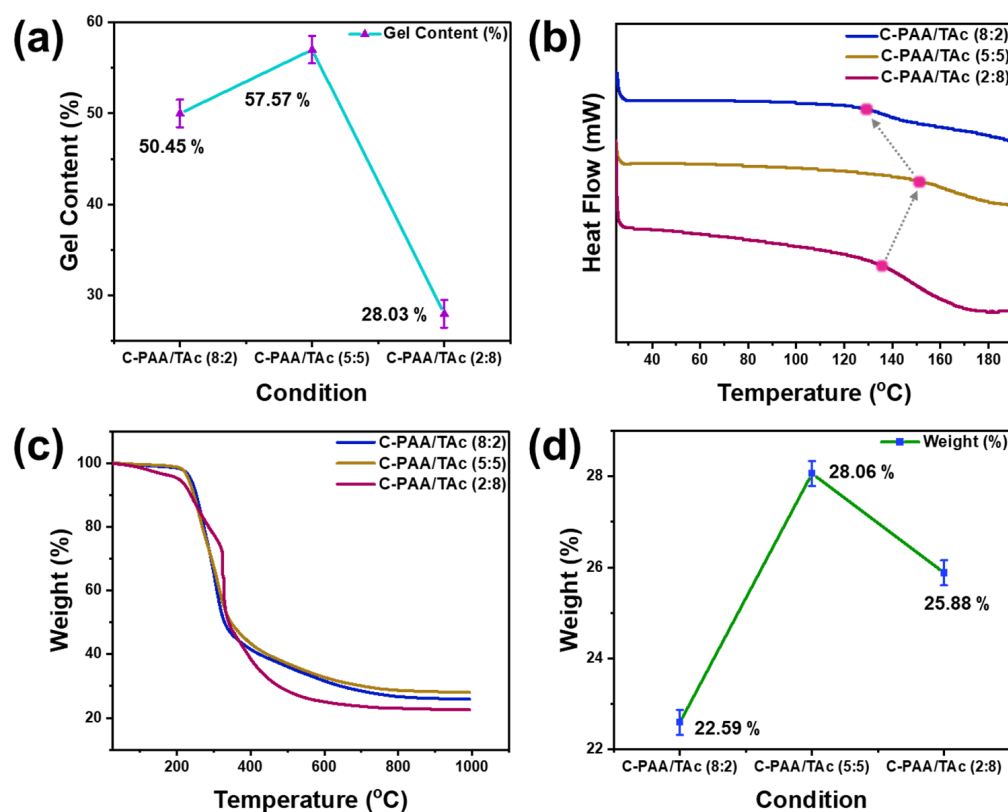 (a)
Gel Content (%)
60
50
40
30
Gel Content (%)
50.45 %
57.57 %
28.03 %
C-PAA/TAc (8:2)
C-PAA/TAc (5:5)
C-PAA/TAc (2:8)
Condition
(b)
C-PAA/TAc (8:2)
C-PAA/TAc (5:5)
C-PAA/TAc (2:8)
Heat Flow (mW)
40 60 80 100 120 140 160 180
Temperature (oC)
(c)
C-PAA/TAc (8:2)
C-PAA/TAc (5:5)
C-PAA/TAc (2:8)
Weight (%)
100
80
60
40
20
200 400 600 800 1000
Temperature (oC)
(d)
Weight (%)
Weight (%)
28
26
24
22
28.06 %
25.88 %
22.59 %
C-PAA/TAc (8:2)
C-PAA/TAc (5:5)
C-PAA/TAc (2:8)
Condition